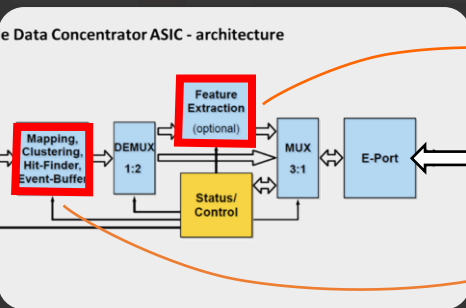 e Data Concentrator ASIC - architecture
Feature
Extraction
(optional)
Mapping,
Clustering,
Hit-Finder,
Event-Buffer
DEMUX
1:2
MUX
3:1
E-Port
Status/
Control